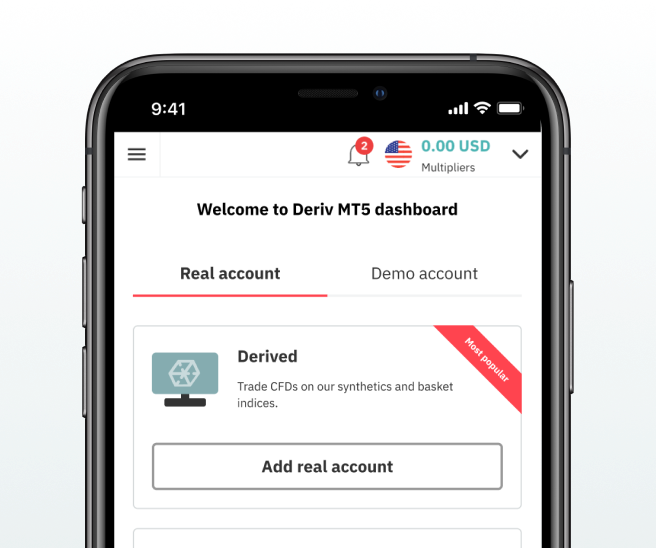 9:41
2
0.00 USD
Multipliers
Welcome to Deriv MT5 dashboard
Real account
Demo account
Most popular
Derived
Trade CFDs on our synthetics and basket
indices.
Add real account